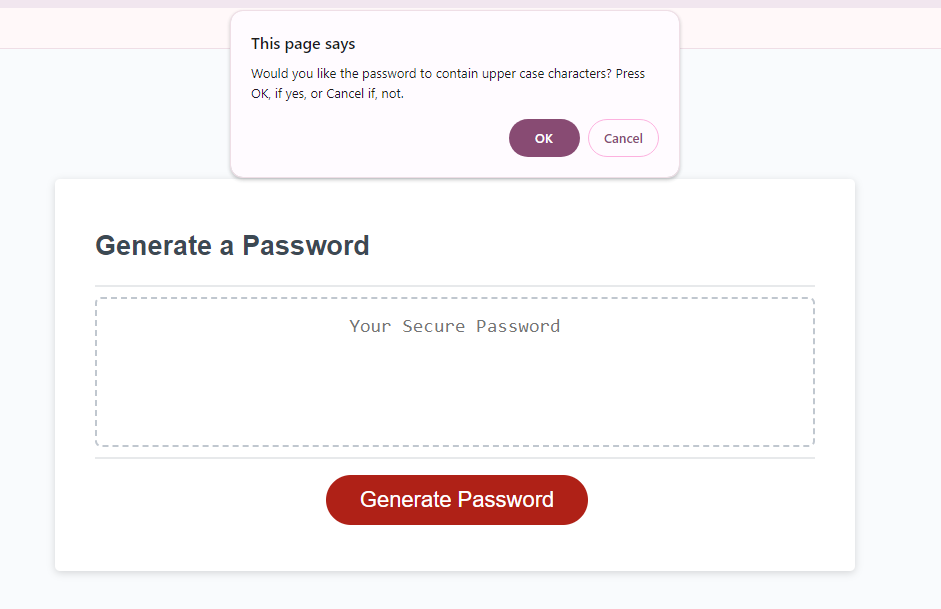 This page says
Would you like the password to contain upper case characters? Press
OK, if yes, or Cancel if, not.
OK
Cancel
Generate a Password
Your Secure Password
Generate Password